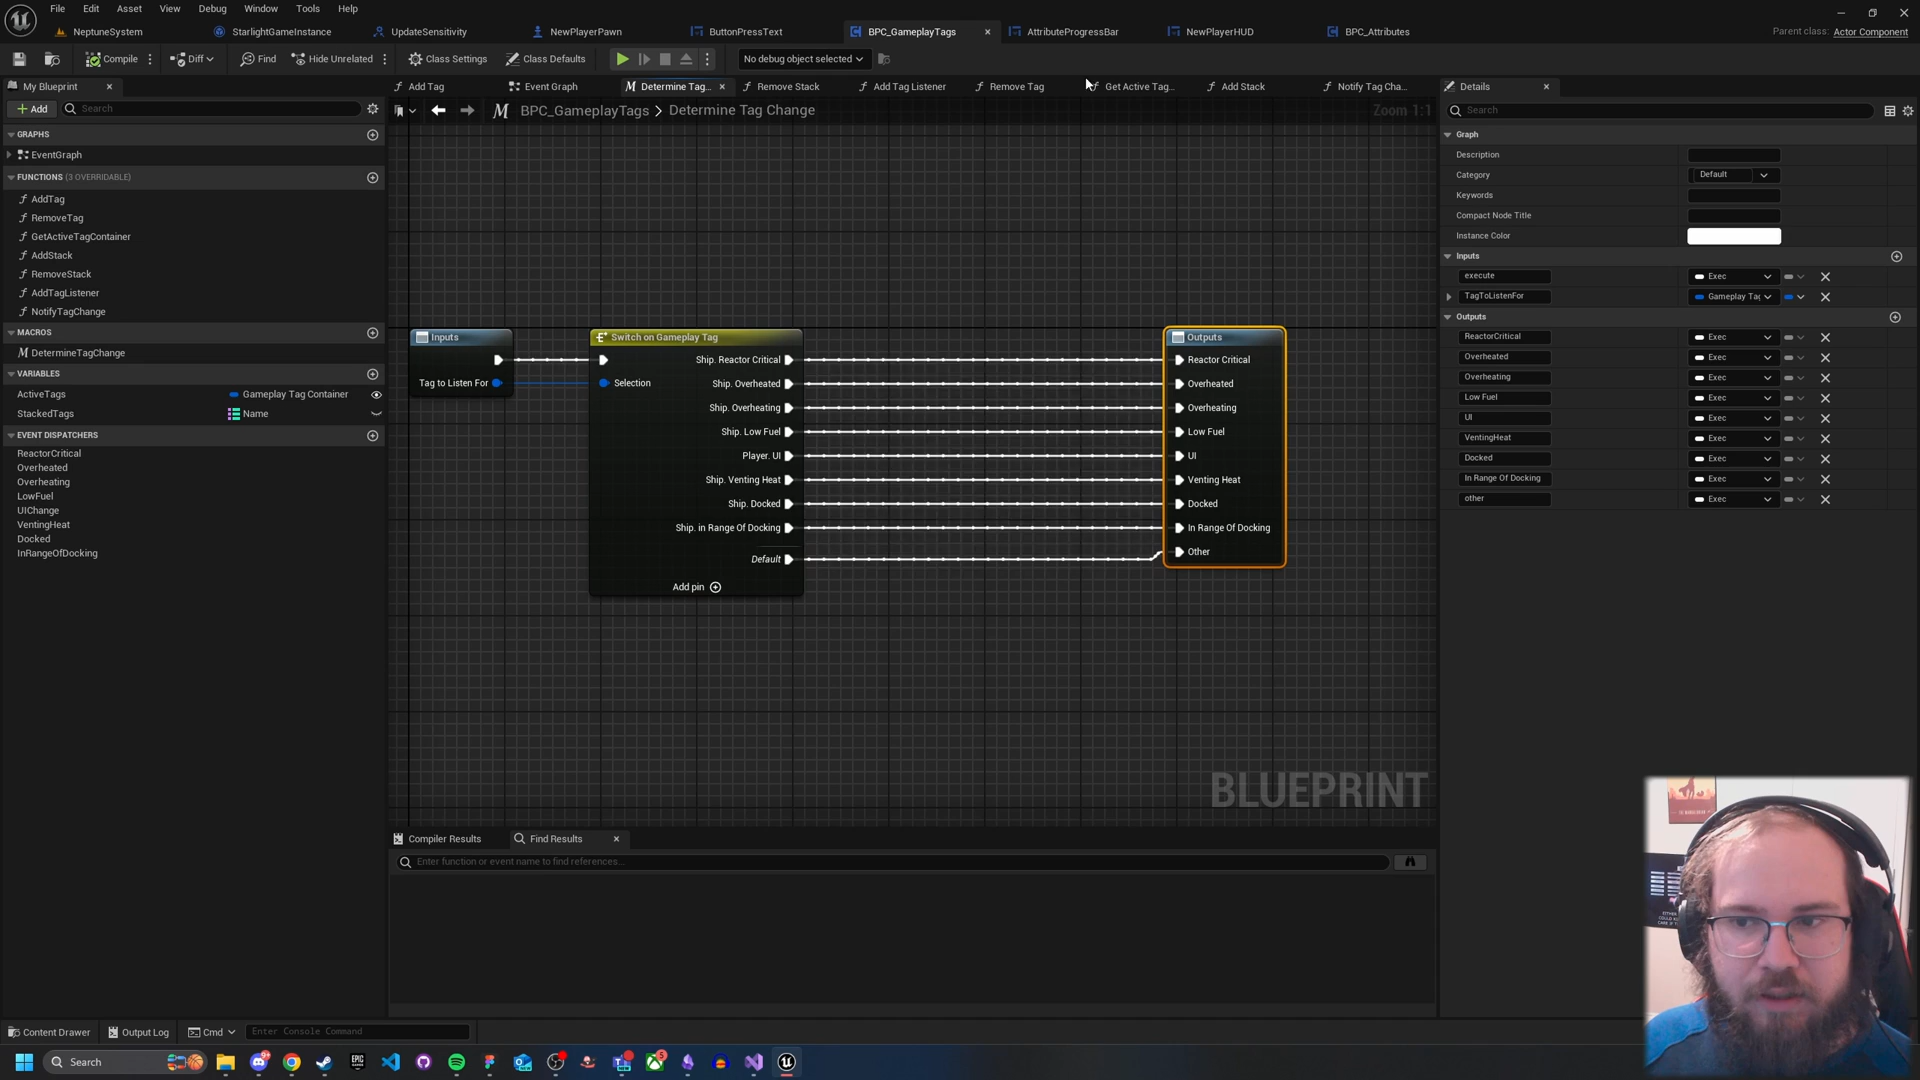 File Edit Asset View Debug Window Tools Help
NeptuneSystem StarlightGameInstance UpdateSensitivity NewPlayerPawn ButtonPressText BPC_GameplayTags AttributeProgressBar NewPlayerHUD BPC_Attributes
Parent class: Actor Component
Compile Diff Find Hide Unrelated Class Settings Class Defaults No debug object selected
My Blueprint
Add Tag Event Graph Determine Tag... Remove Stack Add Tag Listener Remove Tag Get Active Tag... Add Stack Notify Tag Cha...
Details
Add Search
BPC_GameplayTags > Determine Tag Change
Zoom 1:1
Search
GRAPHS
EventGraph
FUNCTIONS (3 OVERRIDABLE)
AddTag
RemoveTag
GetActiveTagContainer
AddStack
RemoveStack
AddTagListener
NotifyTagChange
MACROS
DetermineTagChange
VARIABLES
ActiveTags Gameplay Tag Container
StackedTags Name
EVENT DISPATCHERS
ReactorCritical
Overheated
Overheating
LowFuel
UIChange
VentingHeat
Docked
InRangeOfDocking
Inputs
Tag to Listen For
Switch on Gameplay Tag
Selection
Ship. Reactor Critical
Ship. Overheated
Ship. Overheating
Ship. Low Fuel
Player. UI
Ship. Venting Heat
Ship. Docked
Ship. in Range Of Docking
Default
Add pin
Outputs
Reactor Critical
Overheated
Overheating
Low Fuel
UI
Venting Heat
Docked
In Range Of Docking
Other
BLUEPRINT
Graph
Description
Category Default
Keywords
Compact Node Title
Instance Color
Inputs
execute Exec
TagToListenFor Gameplay Tag
Outputs
ReactorCritical Exec
Overheated Exec
Overheating Exec
Low Fuel Exec
UI Exec
VentingHeat Exec
Docked Exec
In Range Of Docking Exec
other Exec
Compiler Results Find Results
Enter function or event name to find references...
Content Drawer Output Log Cmd Enter Console Command
Search